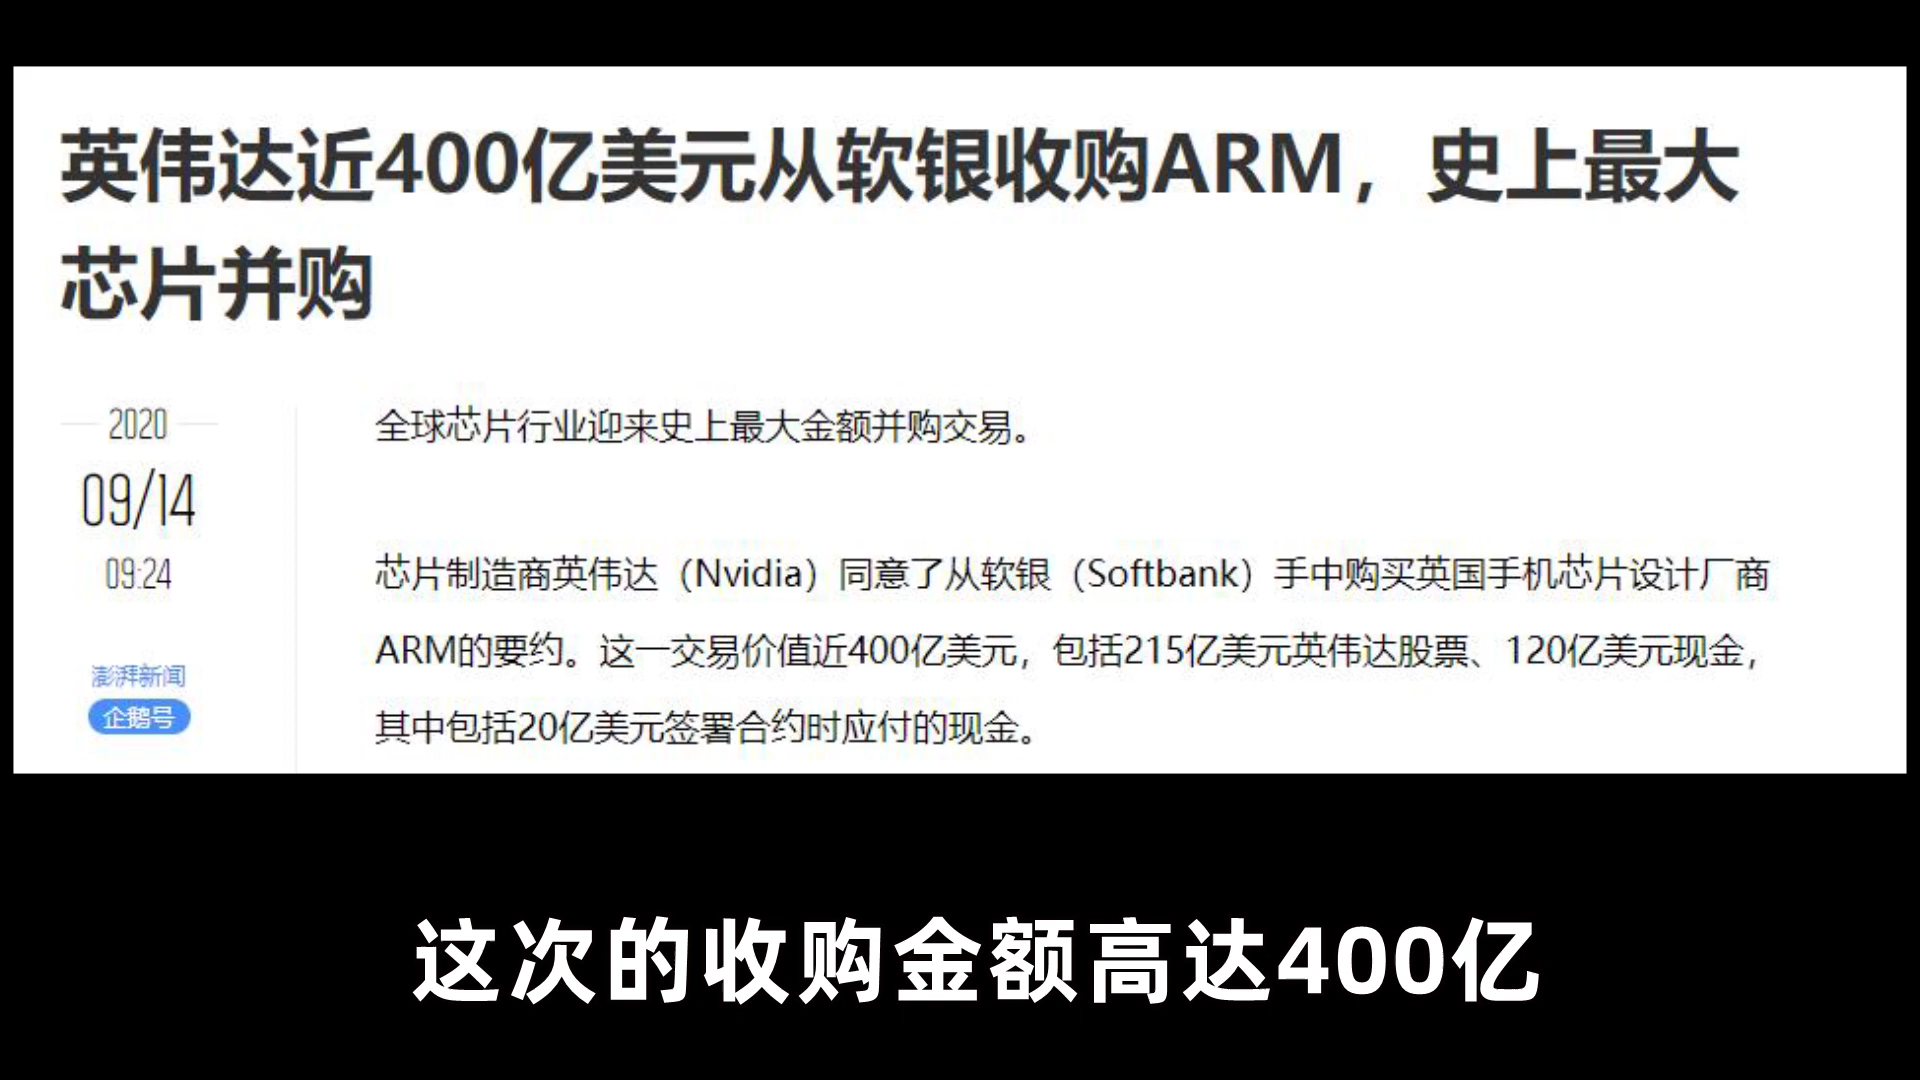 英伟达近400亿美元从软银收购ARM，史上最大
芯片并购
2020
09/14
09:24
澎湃新闻
企鹅号
全球芯片行业迎来史上最大金额并购交易。
芯片制造商英伟达（Nvidia）同意了从软银（Softbank）手中购买英国手机芯片设计厂商
ARM的要约。这一交易价值近400亿美元，包括215亿美元英伟达股票、120亿美元现金，
其中包括20亿美元签署合约时应付的现金。
这次的收购金额高达400亿